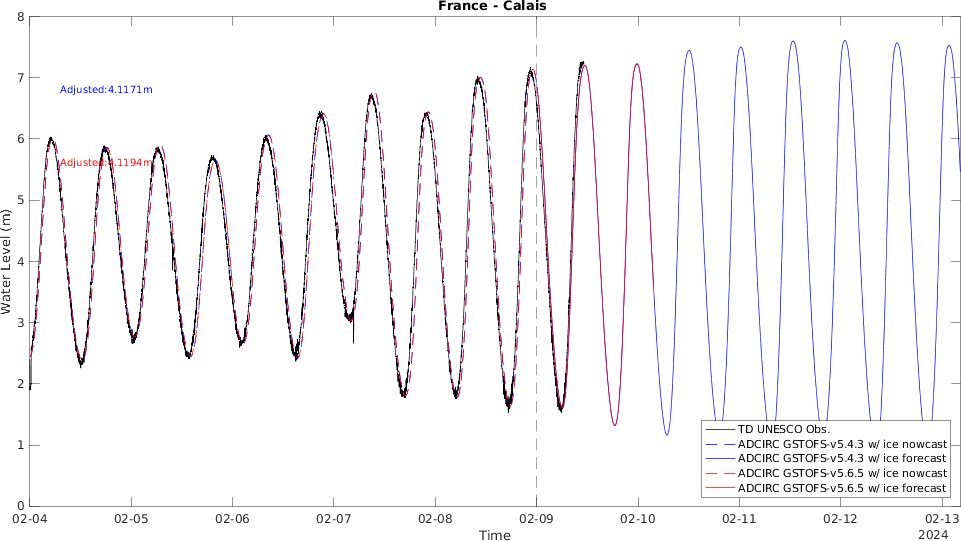 France - Calais
8
7
6
5
4
3
2
1
0
Water Level (m)
Adjusted:4.1171m
Adjusted:4.1194m
TD UNESCO Obs.
ADCIRC GSTOFS-v5.4.3 w/ ice nowcast
ADCIRC GSTOFS-v5.4.3 w/ ice forecast
ADCIRC GSTOFS-v5.6.5 w/ ice nowcast
ADCIRC GSTOFS-v5.6.5 w/ ice forecast
02-04 02-05 02-06 02-07 02-08 02-09 02-10 02-11 02-12 02-13
Time
2024